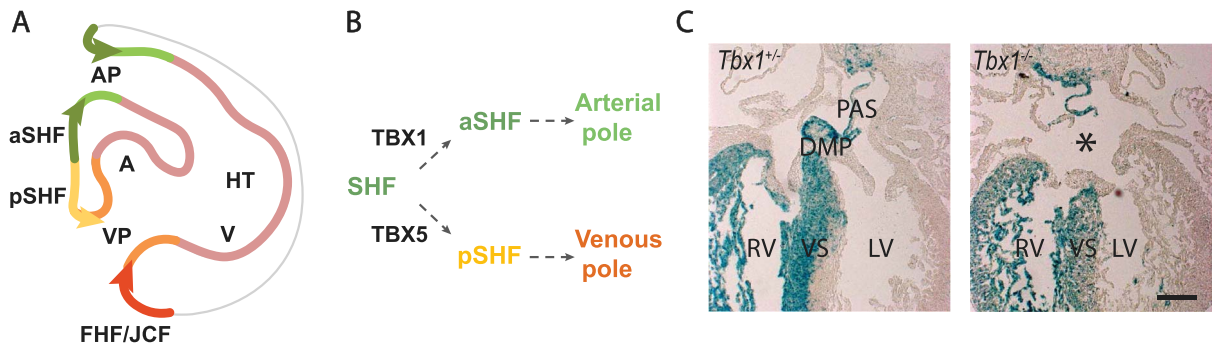 A
AP
aSHF
A
HT
pSHF
VP
V
FHF/JCF
B
TBX1
aSHF
Arterial
pole
SHF
TBX5
pSHF
Venous
pole
C
Tbx1+/-
PAS
DMP
RV
VS
LV
Tbx1-/-
*
RV
VS
LV